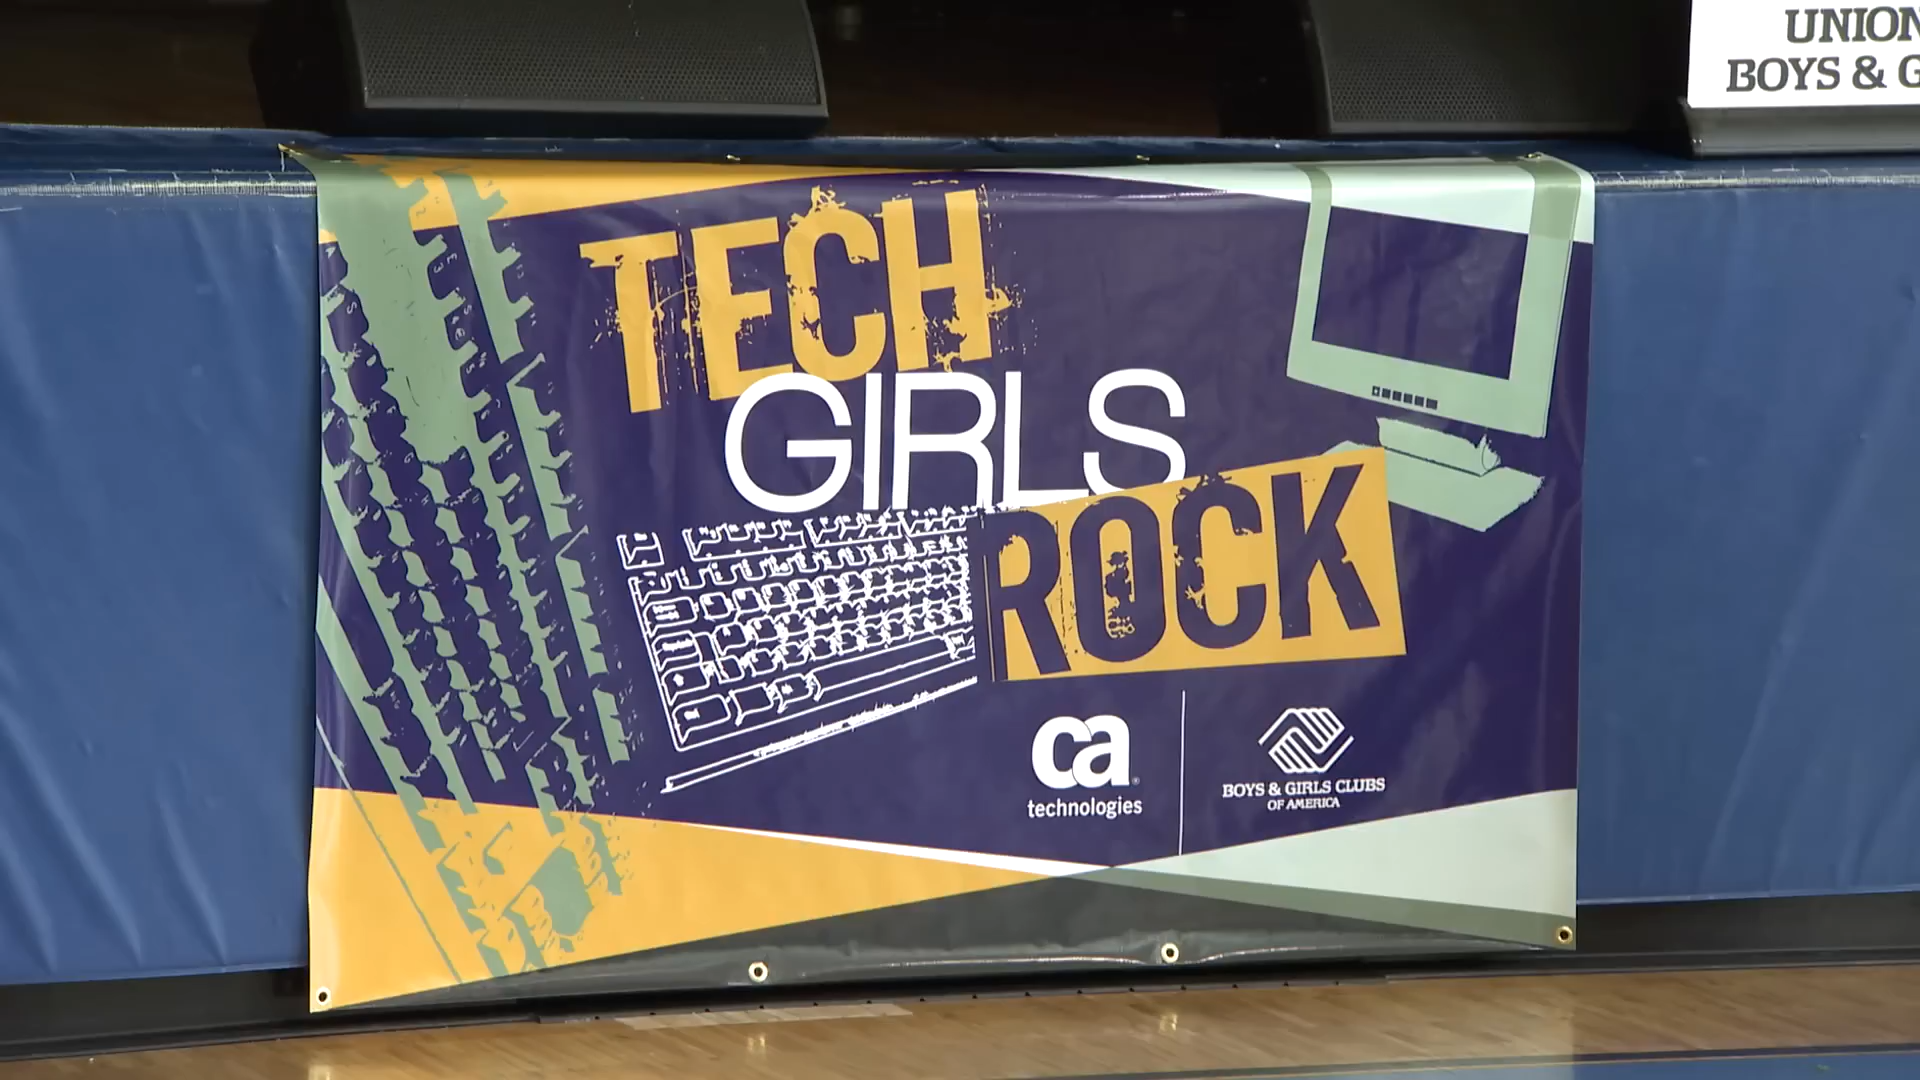 UNION
BOYS & G
TECH
GIRLS
ROCK
ca
technologies
BOYS & GIRLS CLUBS
OF AMERICA